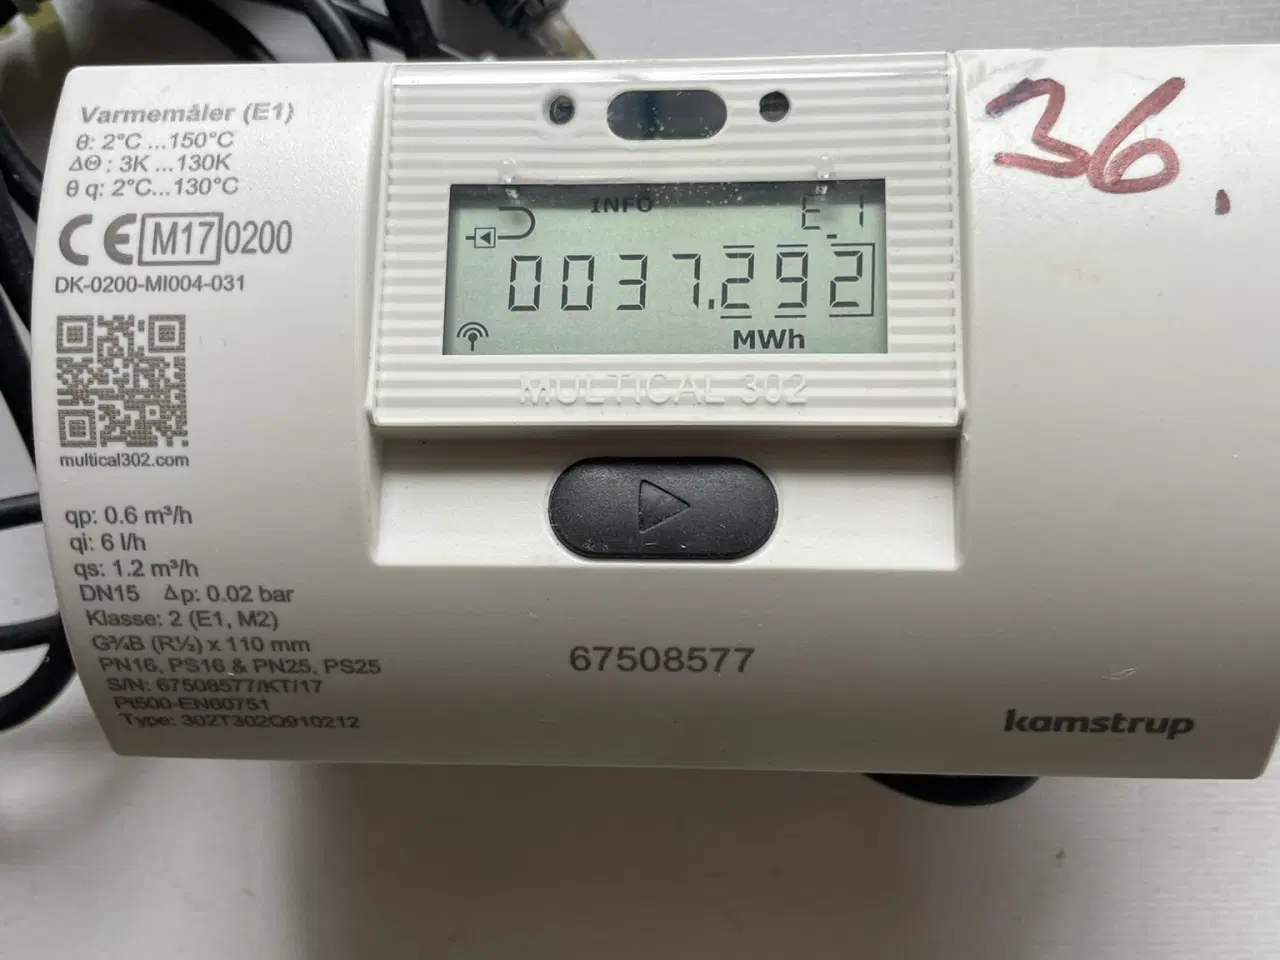 Varmemåler (E1)
θ: 2°C ...150°C
ΔΘ : 3K ...130K
θ q: 2°C...130°C
CE M17 0200
DK-0200-MI004-031
multical302.com
qp: 0.6 m³/h
qi: 6 l/h
qs: 1.2 m³/h
DN15 Δp: 0.02 bar
Klasse: 2 (E1, M2)
G¾B (R½) x 110 mm
PN16, PS16 & PN25, PS25
S/N: 67508577/KT/17
Pt500-EN60751
Type: 302T302Q910212
INFO E 1
0037.292
MWh
MULTICAL 302
67508577
36.
kamstrup